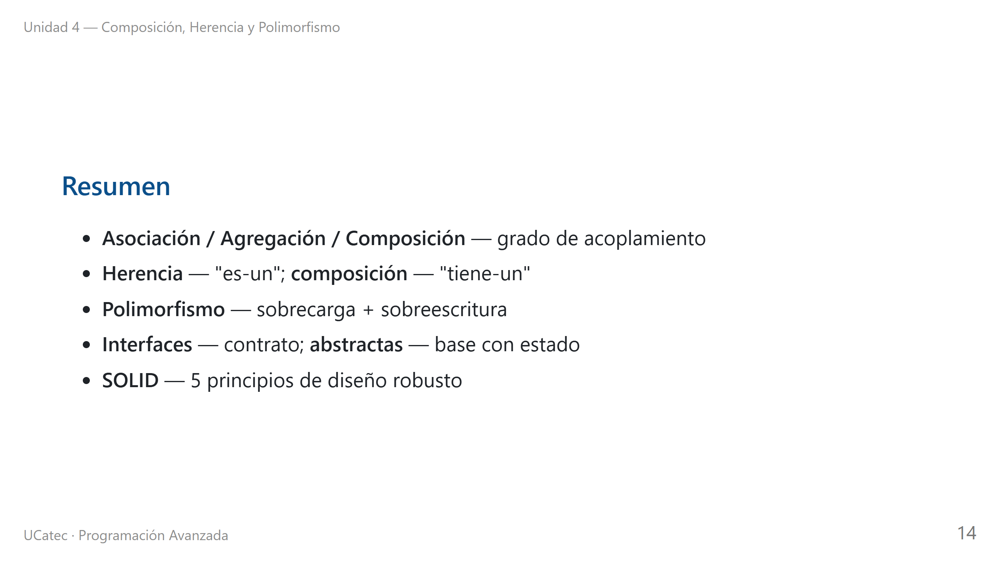 Unidad 4 — Composición, Herencia y Polimorfismo
Resumen
• Asociación / Agregación / Composición — grado de acoplamiento
• Herencia — "es-un"; composición — "tiene-un"
• Polimorfismo — sobrecarga + sobreescritura
• Interfaces — contrato; abstractas — base con estado
• SOLID — 5 principios de diseño robusto
UCatec · Programación Avanzada
14